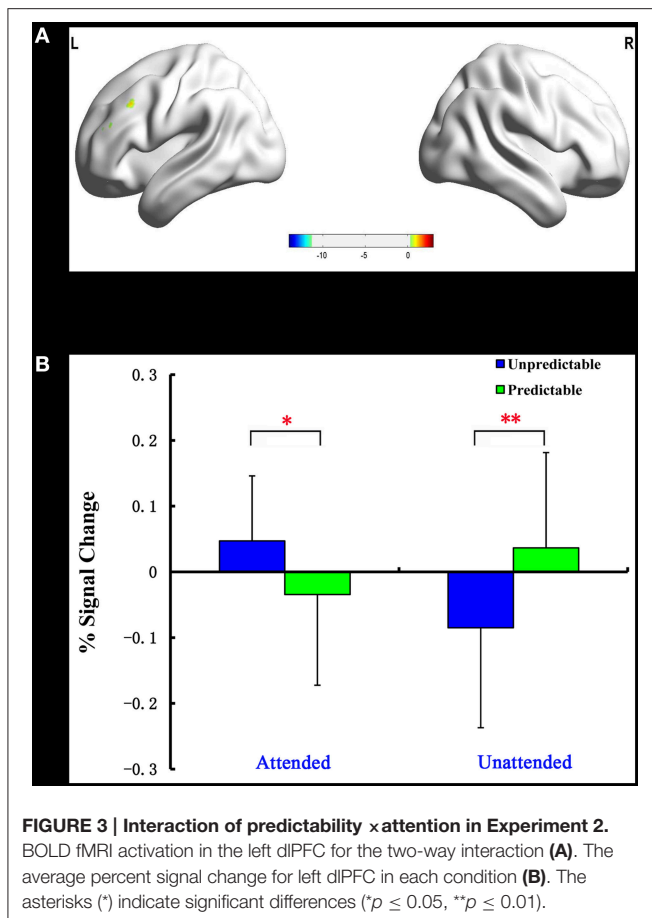 A
L
R
-10
-5
0
B
Unpredictable
Predictable
0.3
0.2
0.1
0
-0.1
-0.2
-0.3
% Signal Change
*
**
Attended
Unattended
FIGURE 3 | Interaction of predictability × attention in Experiment 2.
BOLD fMRI activation in the left dlPFC for the two-way interaction (A). The
average percent signal change for left dlPFC in each condition (B). The
asterisks (*) indicate significant differences (*p ≤ 0.05, **p ≤ 0.01).